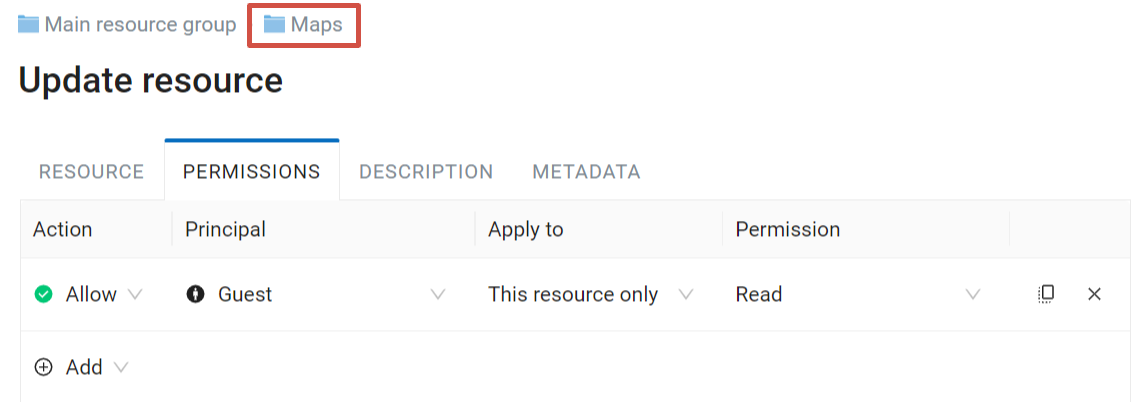 Main resource group Maps
Update resource
RESOURCE PERMISSIONS DESCRIPTION METADATA
Action Principal Apply to Permission
Allow Guest This resource only Read
Add